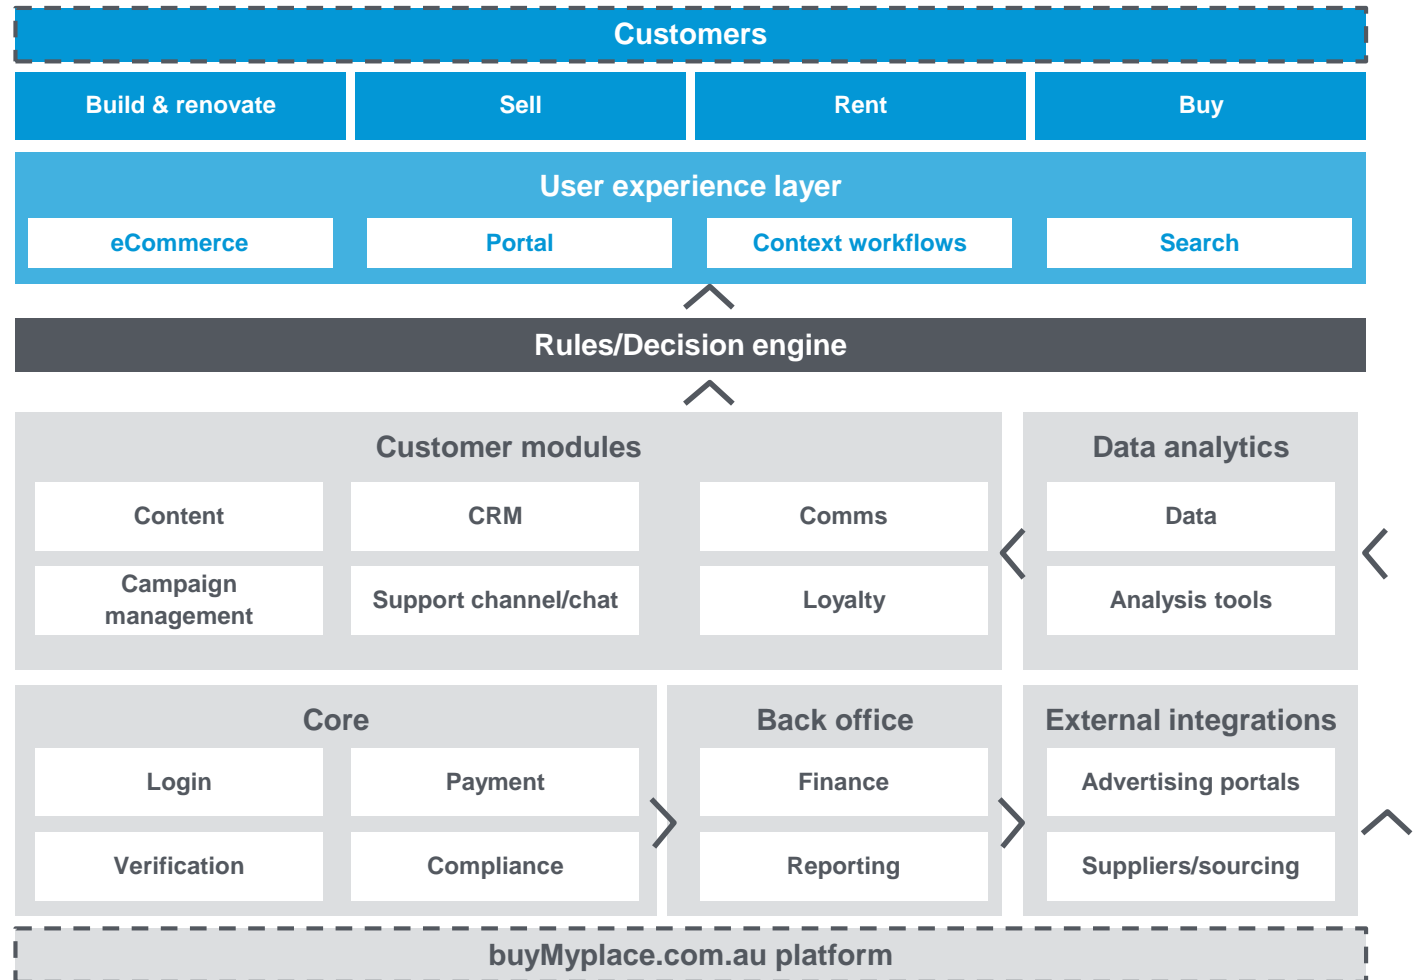 Customers
Build & renovate
Sell
Rent
Buy
User experience layer
eCommerce
Portal
Context workflows
Search
Rules/Decision engine
Customer modules
Content
CRM
Comms
Campaign
management
Support channel/chat
Loyalty
Data analytics
Data
Analysis tools
Core
Login
Payment
Verification
Compliance
Back office
Finance
Reporting
External integrations
Advertising portals
Suppliers/sourcing
buyMyplace.com.au platform